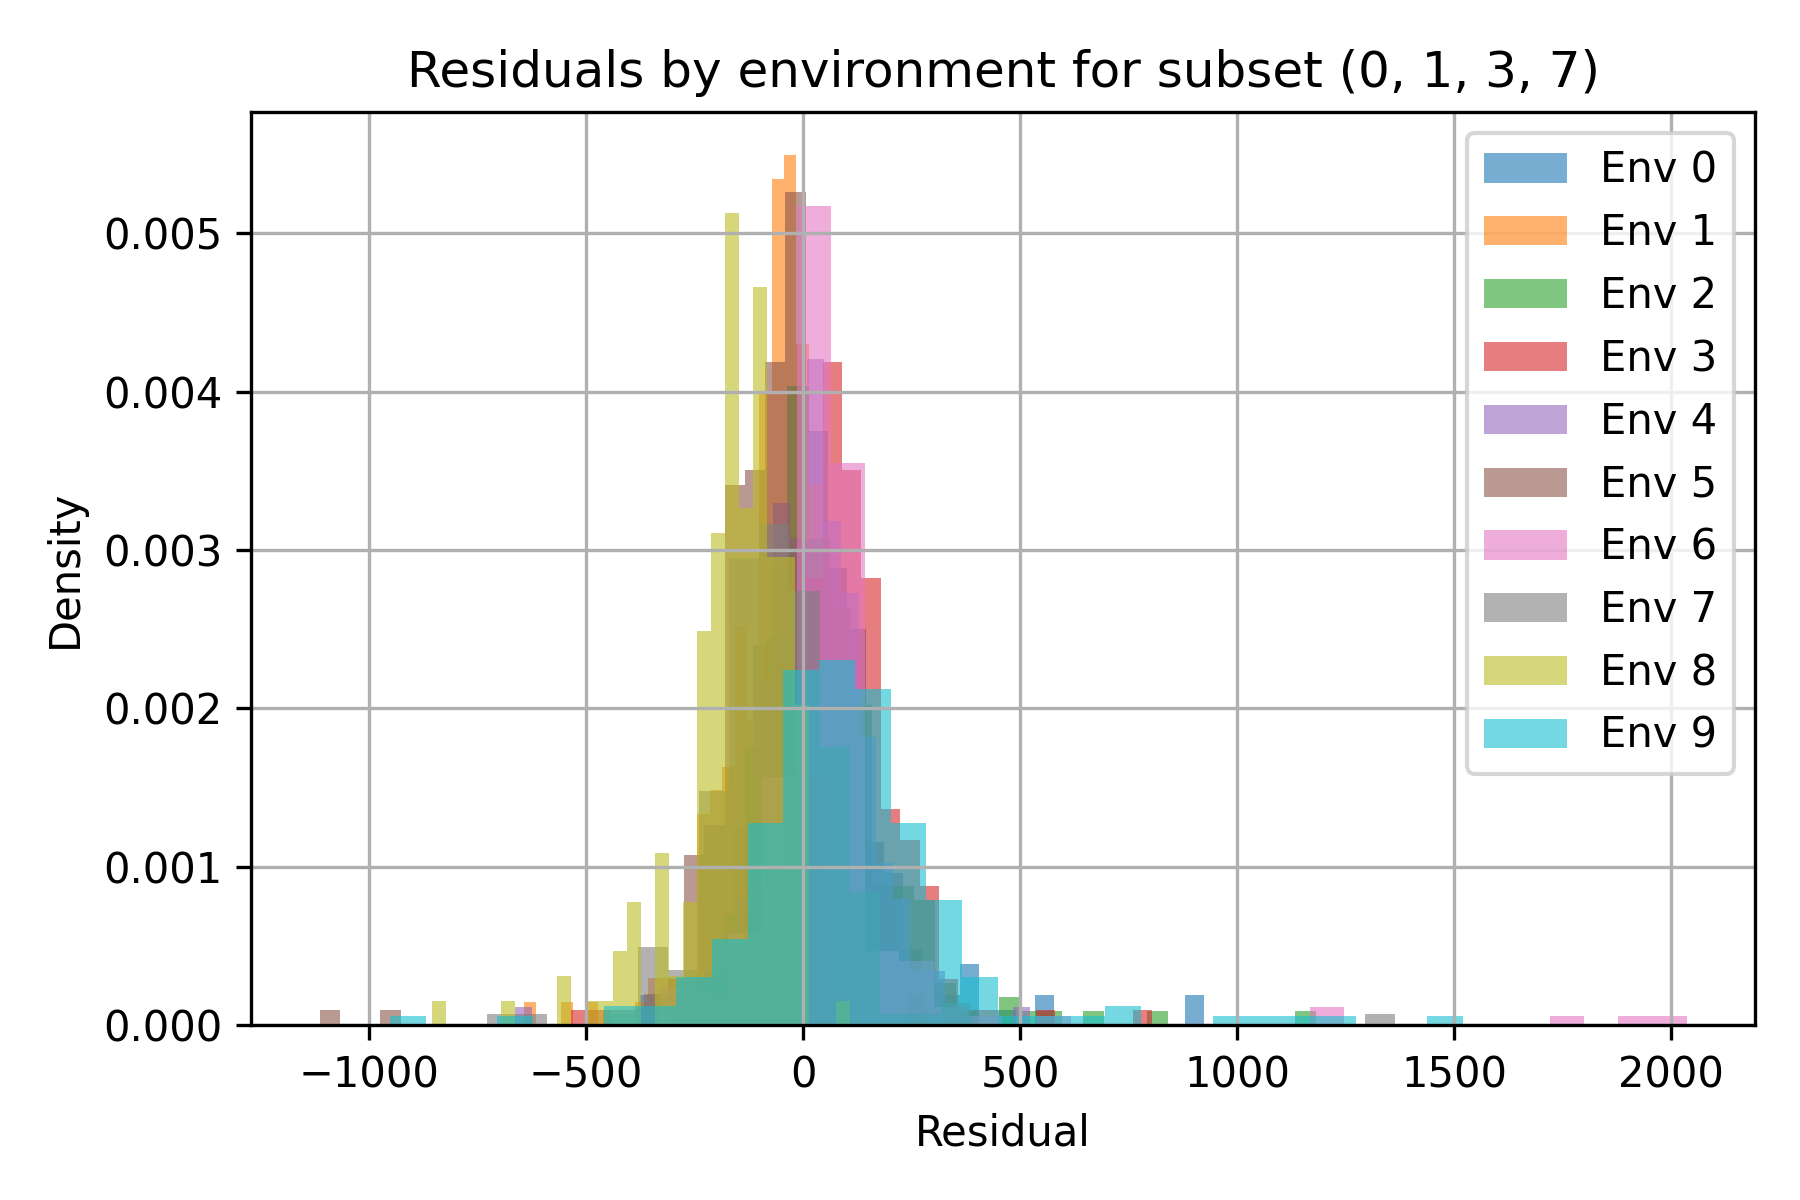 Residuals by environment for subset (0, 1, 3, 7)
Density
0.005
0.004
0.003
0.002
0.001
0.000
−1000
−500
0
500
1000
1500
2000
Residual
Env 0
Env 1
Env 2
Env 3
Env 4
Env 5
Env 6
Env 7
Env 8
Env 9